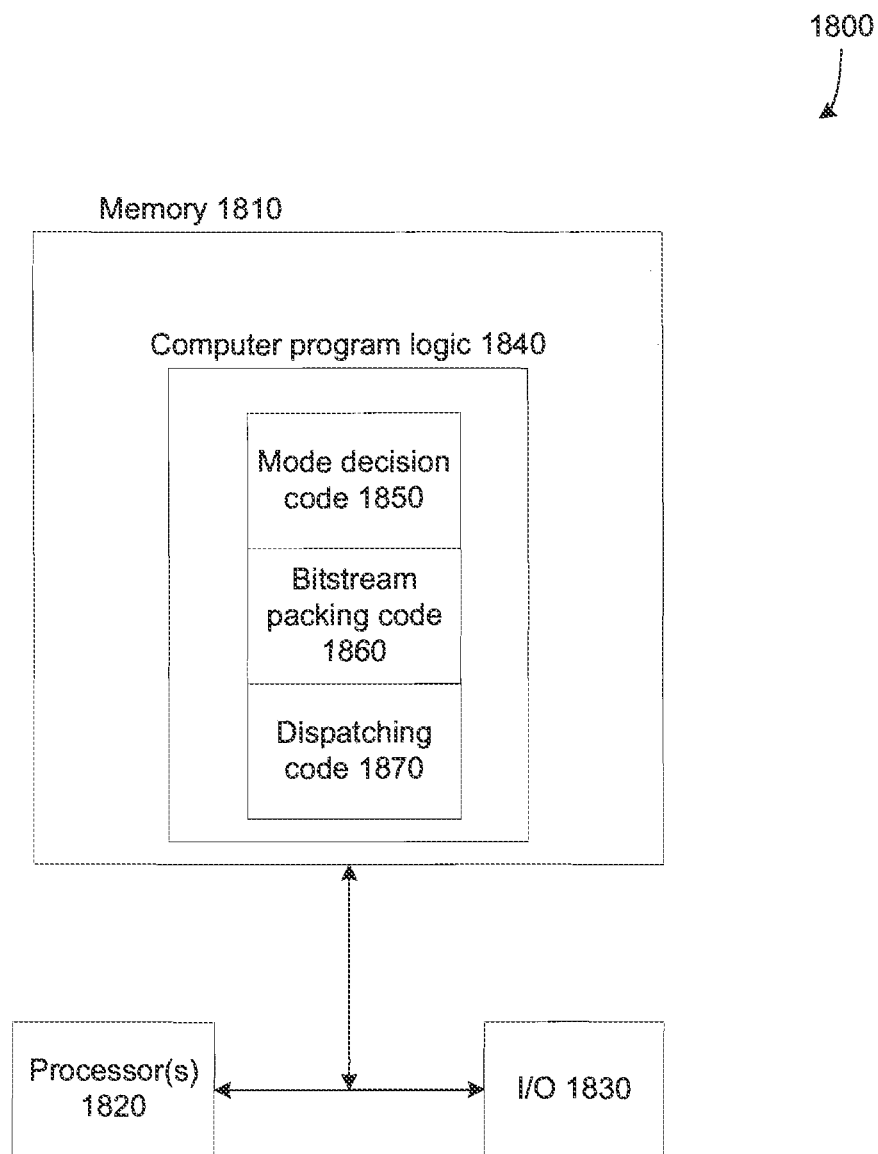 1800
Memory 1810
Computer program logic 1840
Mode decision
code 1850
Bitstream
packing code
1860
Dispatching
code 1870
Processor(s)
1820
I/O 1830